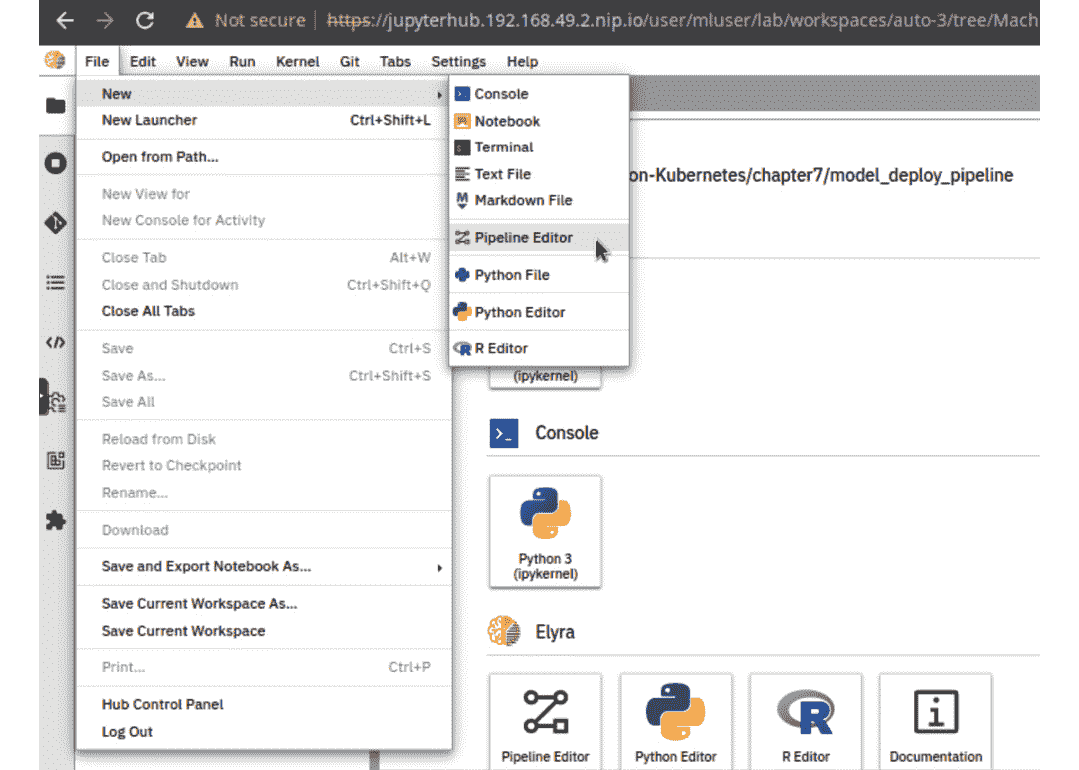 Not secure https://jupyterhub.192.168.49.2.nip.io/user/mluser/lab/workspaces/auto-3/tree/Mach
File Edit View Run Kernel Git Tabs Settings Help
New
New Launcher Ctrl+Shift+L
Open from Path...
New View for
New Console for Activity
Close Tab Alt+W
Close and Shutdown Ctrl+Shift+Q
Close All Tabs
Save Ctrl+S
Save As... Ctrl+Shift+S
Save All
Reload from Disk
Revert to Checkpoint
Rename...
Download
Save and Export Notebook As...
Save Current Workspace As...
Save Current Workspace
Print... Ctrl+P
Hub Control Panel
Log Out
Console
Notebook
Terminal
Text File
Markdown File
Pipeline Editor
Python File
Python Editor
R Editor
on-Kubernetes/chapter7/model_deploy_pipeline
(ipykernel)
Console
Python 3
(ipykernel)
Elyra
Pipeline Editor
Python Editor
R Editor
Documentation